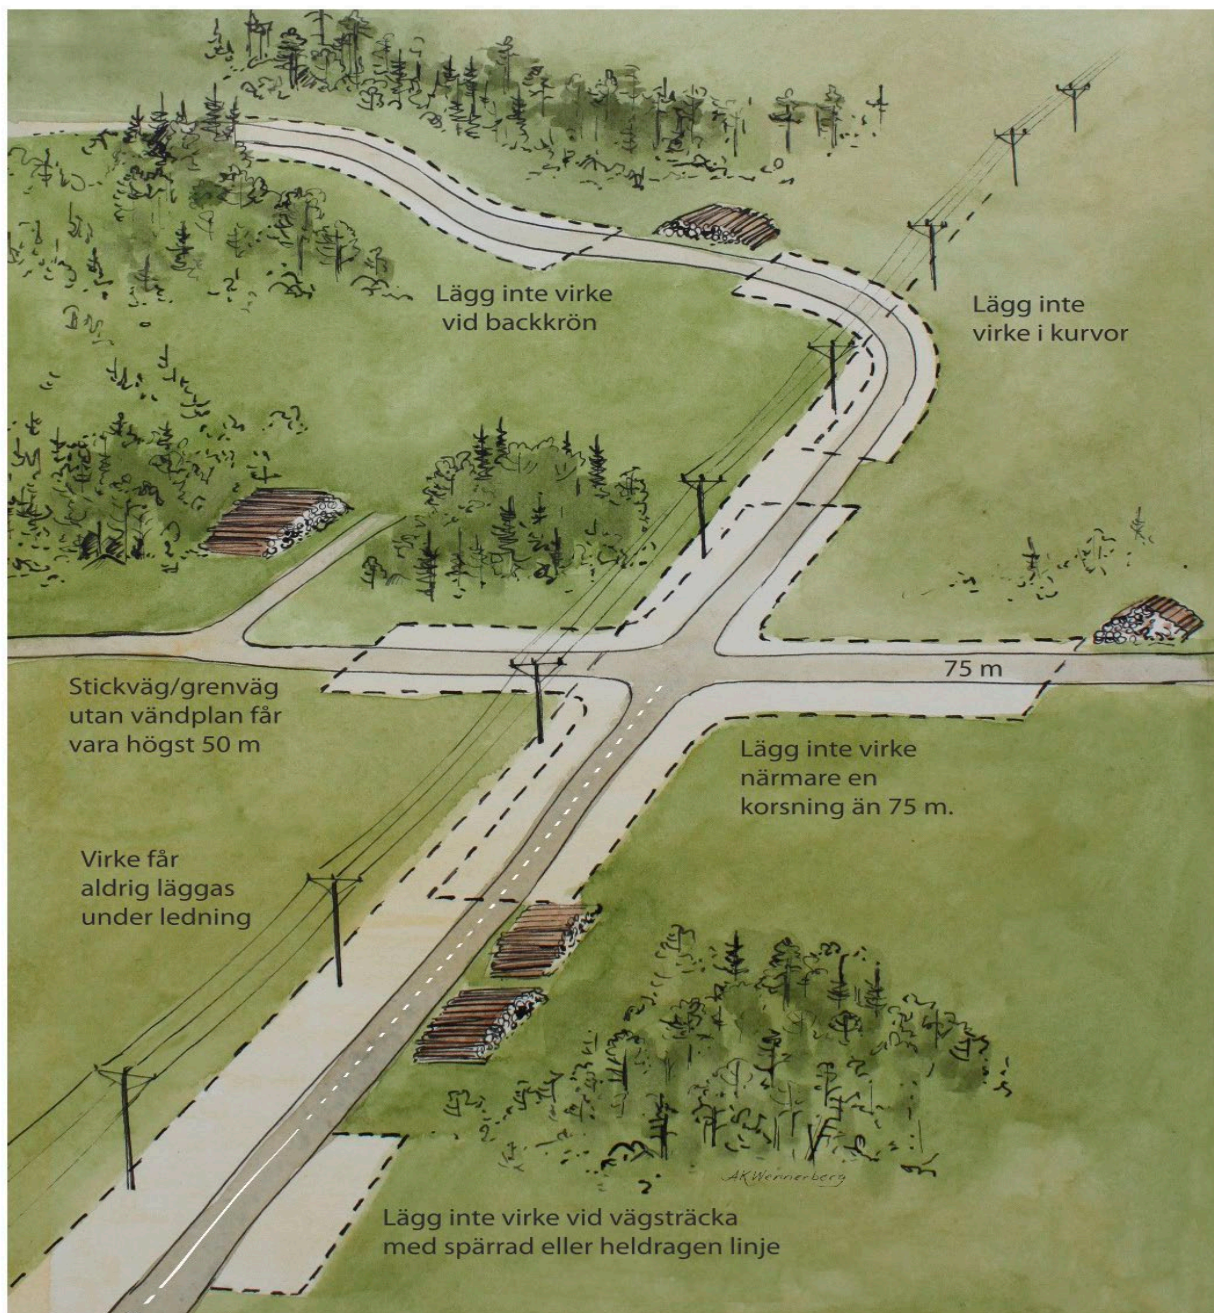 Lägg inte virke
vid backkrön
Lägg inte
virke i kurvor
75 m
Stickväg/grenväg
utan vändplan får
vara högst 50 m
Lägg inte virke
närmare en
korsning än 75 m.
Virke får
aldrig läggas
under ledning
AKWennerberg
Lägg inte virke vid vägsträcka
med spärrad eller heldragen linje